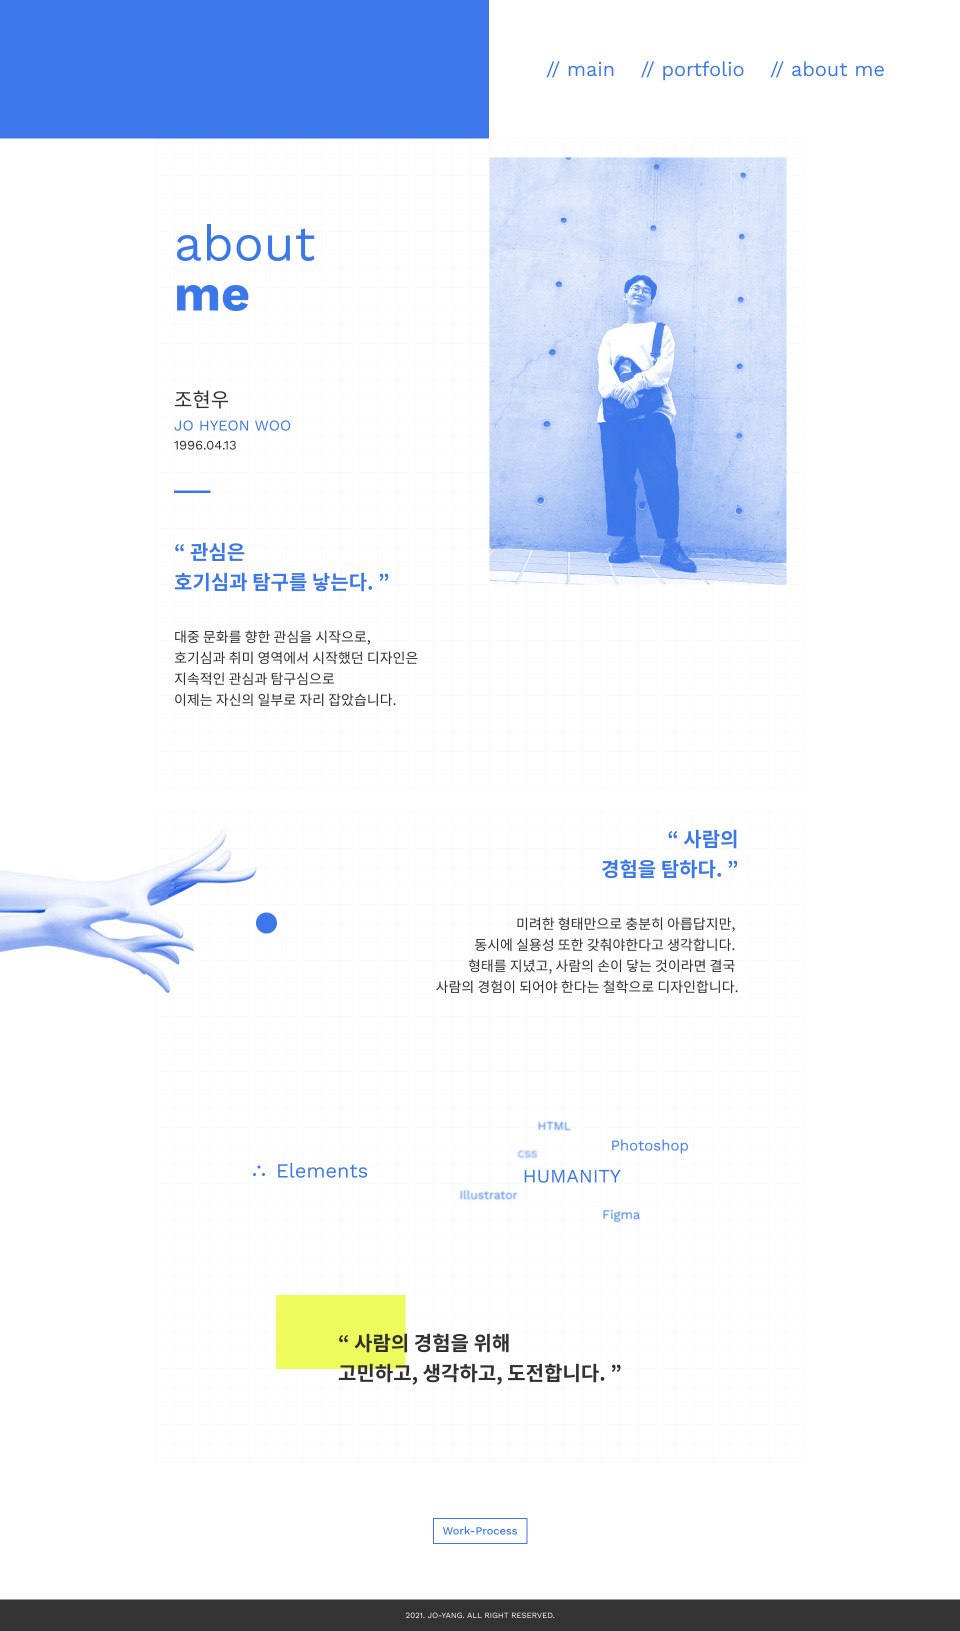 // main // portfolio // about me
about
me
조현우
JO HYEON WOO
1996.04.13
“ 관심은
호기심과 탐구를 낳는다. ”
대중 문화를 향한 관심을 시작으로,
호기심과 취미 영역에서 시작했던 디자인은
지속적인 관심과 탐구심으로
이제는 자신의 일부로 자리 잡았습니다.
“ 사람의
경험을 탐하다. ”
미려한 형태만으로 충분히 아름답지만,
동시에 실용성 또한 갖춰야한다고 생각합니다.
형태를 지녔고, 사람의 손이 닿는 것이라면 결국
사람의 경험이 되어야 한다는 철학으로 디자인합니다.
∴ Elements
HTML
Photoshop
CSS
HUMANITY
Illustrator
Figma
“ 사람의 경험을 위해
고민하고, 생각하고, 도전합니다. ”
Work-Process
2021. JO-YANG. ALL RIGHT RESERVED.